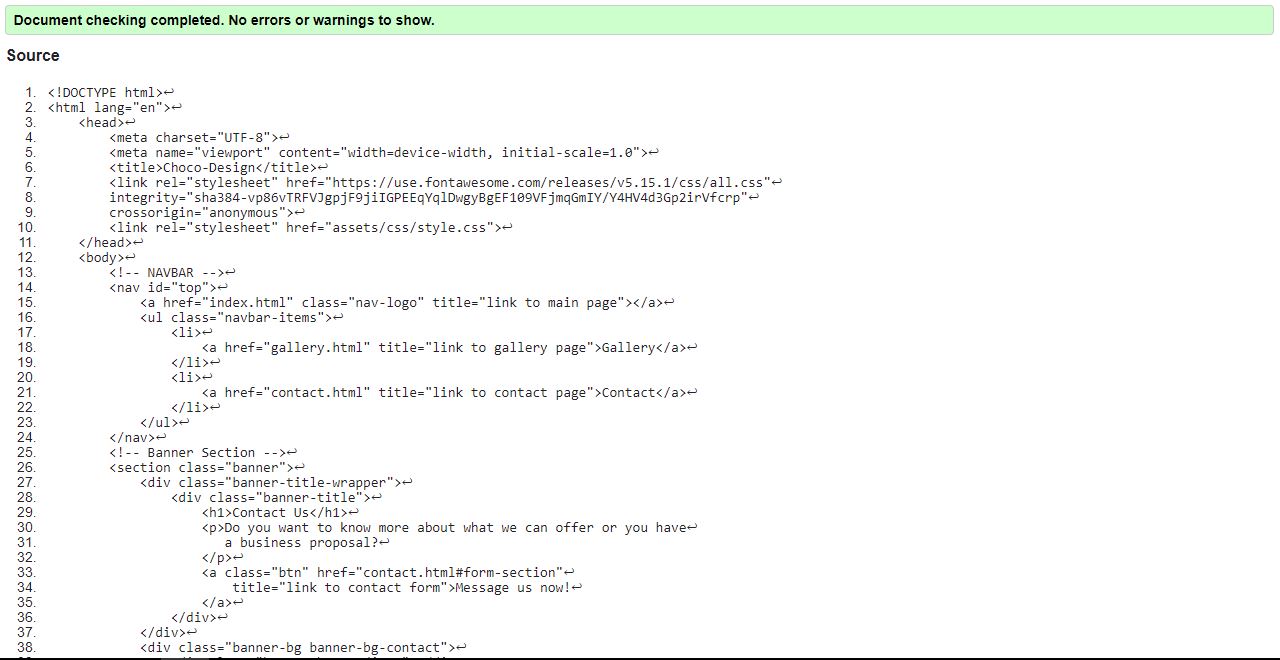 Document checking completed. No errors or warnings to show.
Source
1. <!DOCTYPE html>↩
2. <html lang="en">↩
3. <head>↩
4. <meta charset="UTF-8">↩
5. <meta name="viewport" content="width=device-width, initial-scale=1.0">↩
6. <title>Choco-Design</title>↩
7. <link rel="stylesheet" href="https://use.fontawesome.com/releases/v5.15.1/css/all.css"↩
8. integrity="sha384-vp86vTRFVJgpjF9jiIGPEEqYqlDwgyBgEF109VFjmqGmIY/Y4HV4d3Gp2irVfcrp"↩
9. crossorigin="anonymous">↩
10. <link rel="stylesheet" href="assets/css/style.css">↩
11. </head>↩
12. <body>↩
13. <!-- NAVBAR -->↩
14. <nav id="top">↩
15. <a href="index.html" class="nav-logo" title="link to main page"></a>↩
16. <ul class="navbar-items">↩
17. <li>↩
18. <a href="gallery.html" title="link to gallery page">Gallery</a>↩
19. </li>↩
20. <li>↩
21. <a href="contact.html" title="link to contact page">Contact</a>↩
22. </li>↩
23. </ul>↩
24. </nav>↩
25. <!-- Banner Section -->↩
26. <section class="banner">↩
27. <div class="banner-title-wrapper">↩
28. <div class="banner-title">↩
29. <h1>Contact Us</h1>↩
30. <p>Do you want to know more about what we can offer or you have↩
31. a business proposal?↩
32. </p>↩
33. <a class="btn" href="contact.html#form-section"↩
34. title="link to contact form">Message us now!↩
35. </a>↩
36. </div>↩
37. </div>↩
38. <div class="banner-bg banner-bg-contact">↩